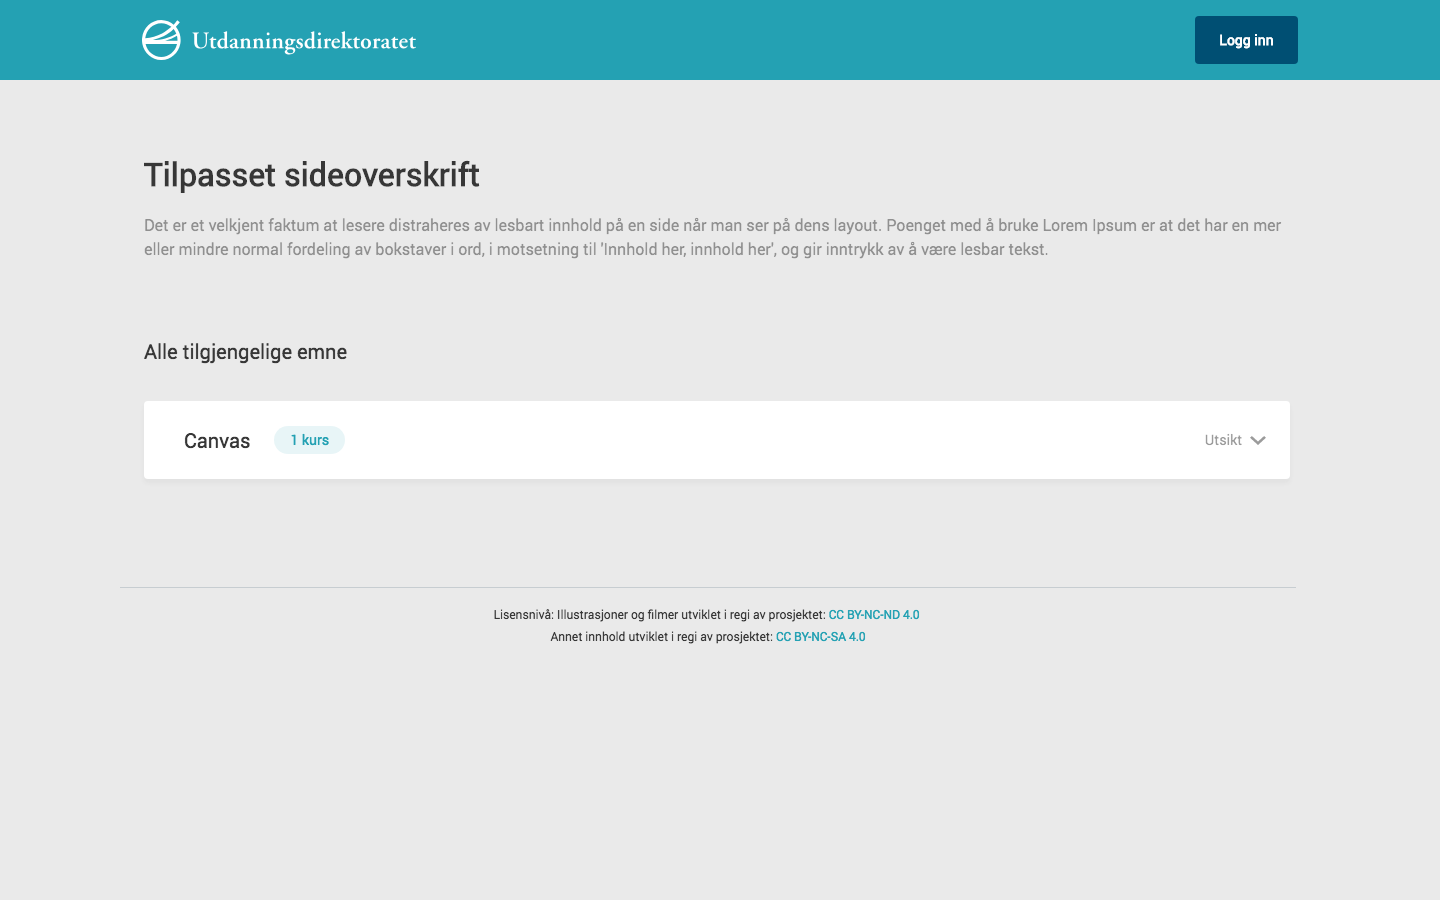 Utdanningsdirektoratet
Logg inn
Tilpasset sideoverskrift
Det er et velkjent faktum at lesere distraheres av lesbart innhold på en side når man ser på dens layout. Poenget med å bruke Lorem Ipsum er at det har en mer
eller mindre normal fordeling av bokstaver i ord, i motsetning til 'Innhold her, innhold her', og gir inntrykk av å være lesbar tekst.
Alle tilgjengelige emne
Canvas
1 kurs
Utsikt
Lisensnivå: Illustrasjoner og filmer utviklet i regi av prosjektet: CC BY-NC-ND 4.0
Annet innhold utviklet i regi av prosjektet: CC BY-NC-SA 4.0